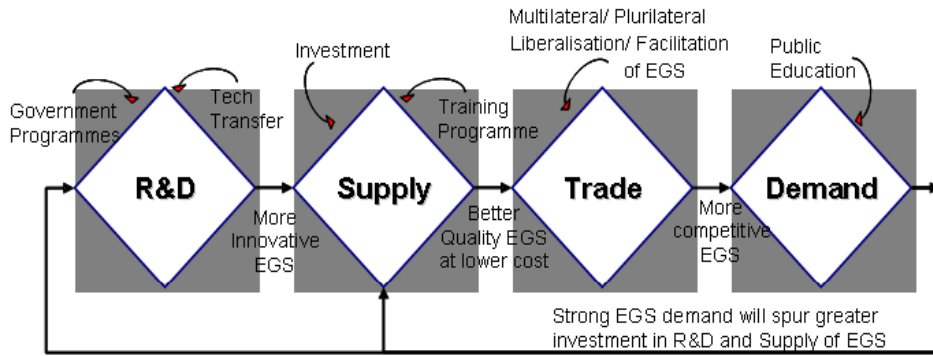 Multilateral/ Plurilateral
Liberalisation/ Facilitation
of EGS
Investment
Public
Education
Government
Programmes
Tech
Transfer
Training
Programme
R&D
Supply
Trade
Demand
More
Innovative
EGS
Better
Quality EGS
at lower cost
More
competitive
EGS
Strong EGS demand will spur greater
investment in R&D and Supply of EGS